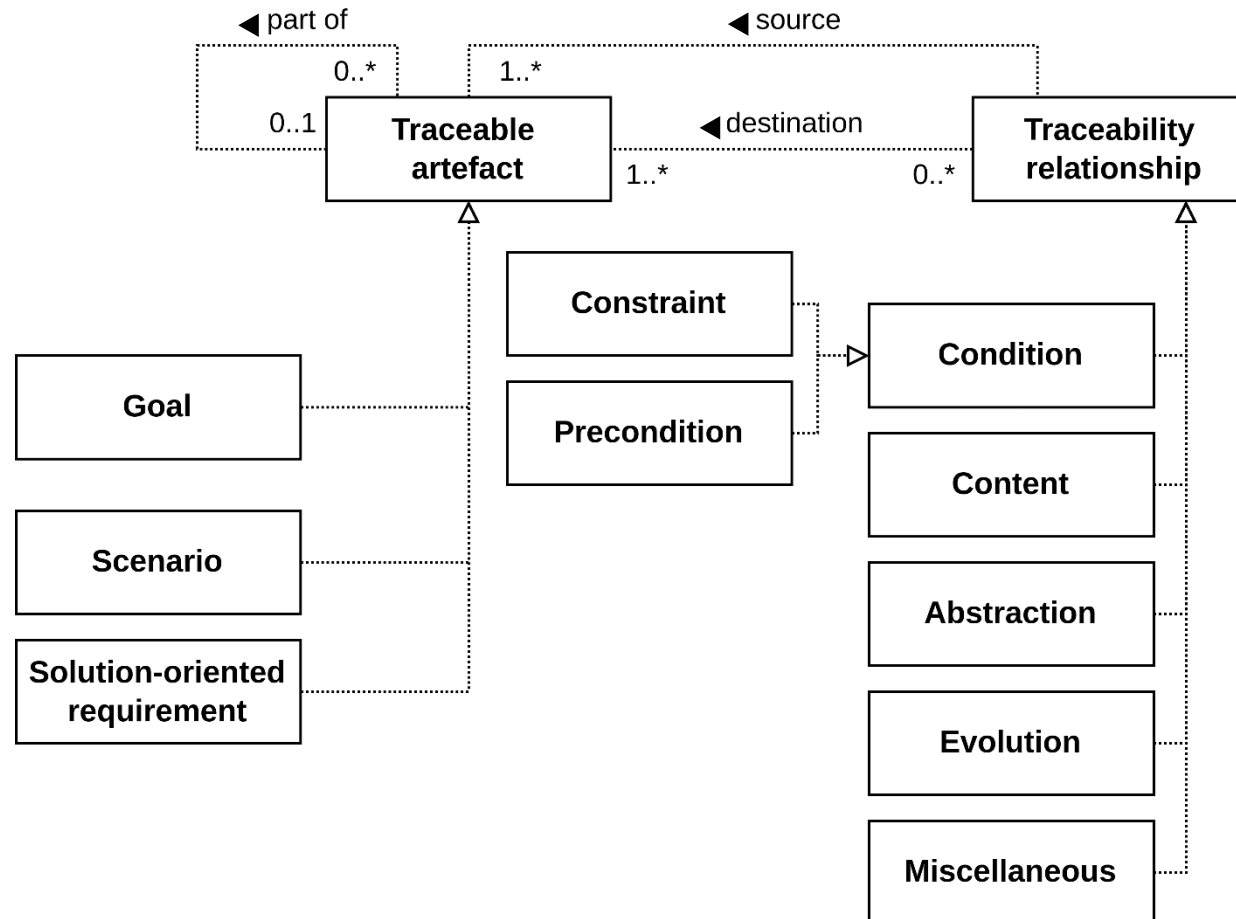 ◀ part of
◀ source
0..*
1..*
0..1
Traceable
artefact
◀ destination
1..*
0..*
Traceability
relationship
Constraint
Precondition
Condition
Content
Abstraction
Evolution
Miscellaneous
Goal
Scenario
Solution-oriented
requirement